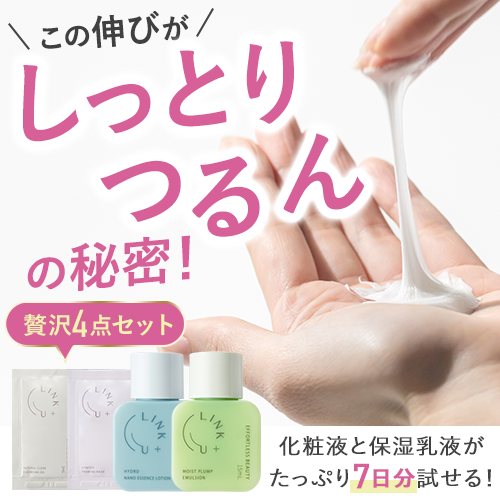 この伸びが
しっとり
つるん
の秘密!
贅沢4点セット
LINK
U+
LINK
U+
HYDRO
NANO ESSENCE LOTION
LINK
U+
MOIST PLUMP
EMULSION
EFFORTLESS BEAUTY
化粧液と保湿乳液が
たっぷり7日分試せる!